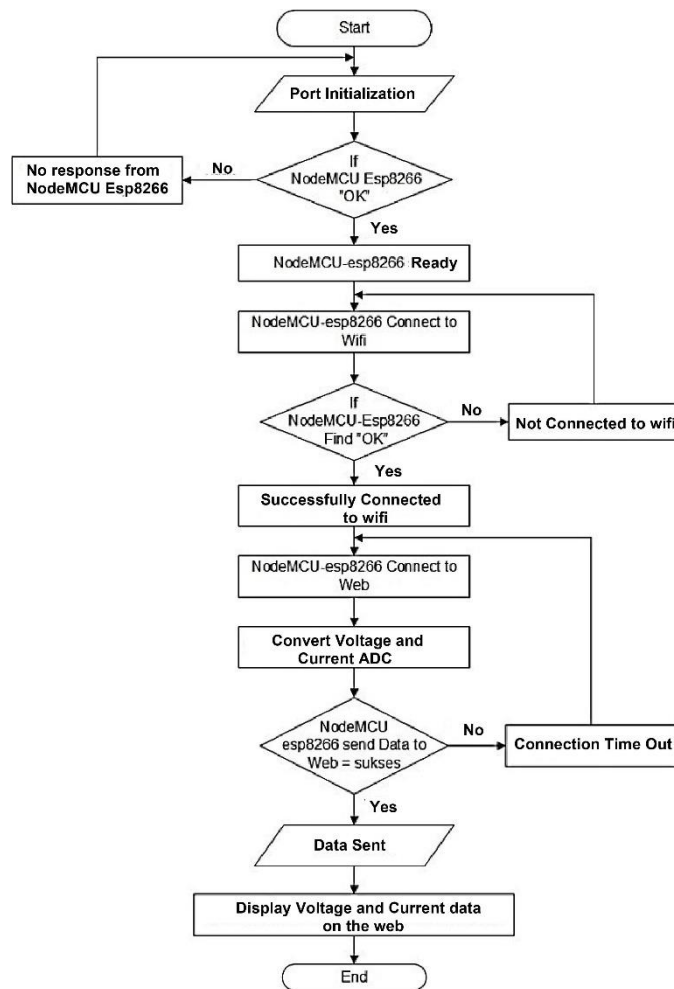 Start
Port Initialization
If
NodeMCU Esp8266
"OK"
No
No response from
NodeMCU Esp8266
Yes
NodeMCU-esp8266 Ready
NodeMCU-esp8266 Connect to
Wifi
If
NodeMCU-Esp8266
Find "OK"
No
Not Connected to wifi
Yes
Successfully Connected
to wifi
NodeMCU-esp8266 Connect to
Web
Convert Voltage and
Current ADC
NodeMCU
esp8266 send Data to
Web = sukses
No
Connection Time Out
Yes
Data Sent
Display Voltage and Current data
on the web
End